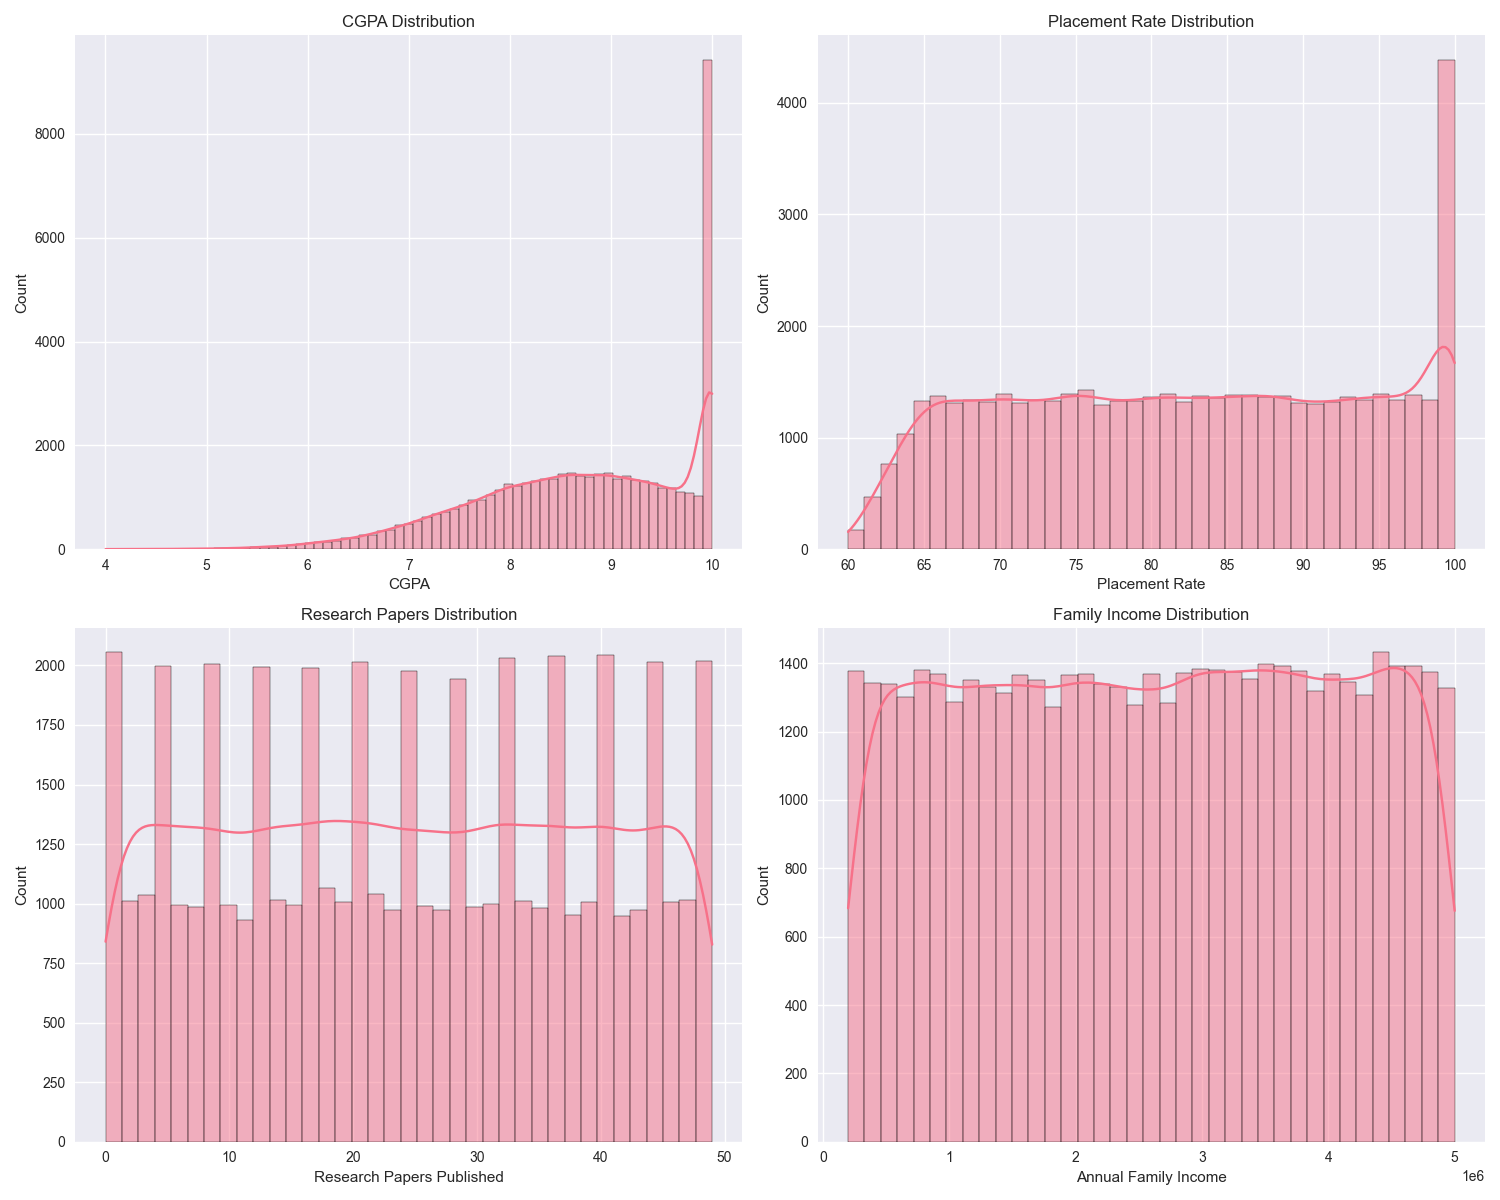 CGPA Distribution
Count
8000
6000
4000
2000
0
4 5 6 7 8 9 10
CGPA
Placement Rate Distribution
Count
4000
3000
2000
1000
0
60 65 70 75 80 85 90 95 100
Placement Rate
Research Papers Distribution
Count
2000
1750
1500
1250
1000
750
500
250
0
0 10 20 30 40 50
Research Papers Published
Family Income Distribution
Count
1400
1200
1000
800
600
400
200
0
0 1 2 3 4 5
1e6
Annual Family Income